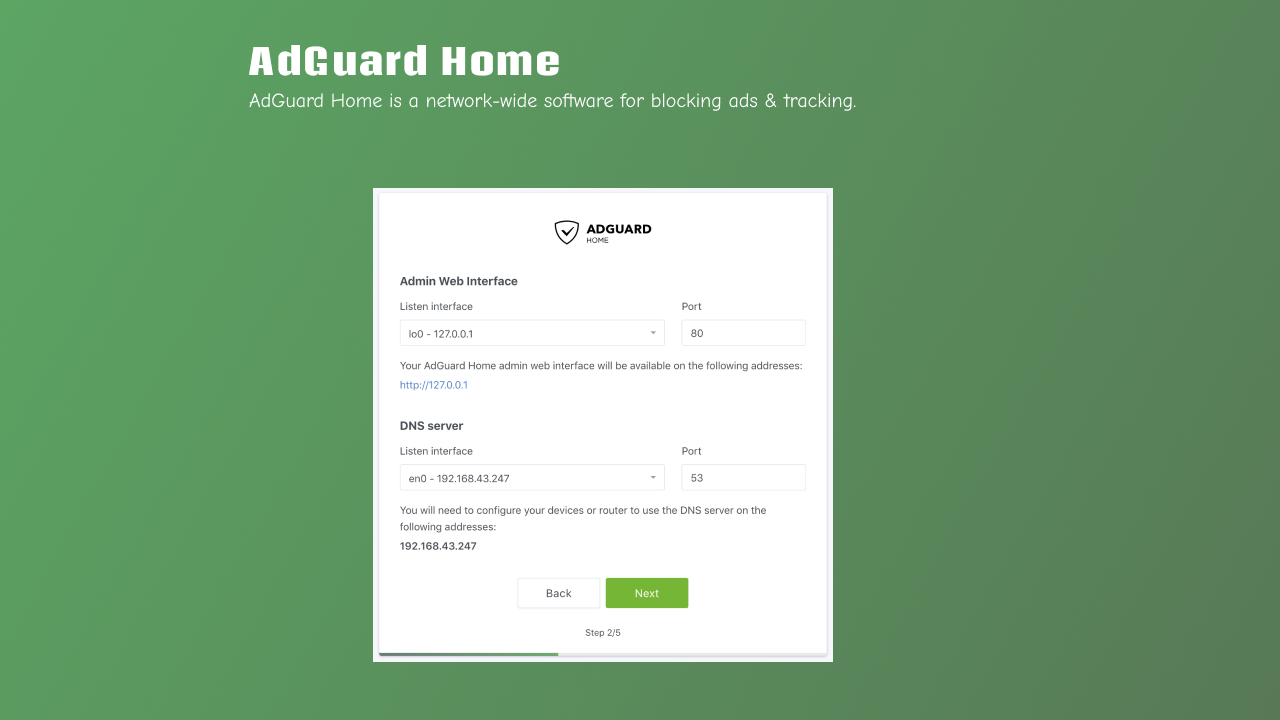 AdGuard Home
AdGuard Home is a network-wide software for blocking ads & tracking.
ADGUARD
HOME
Admin Web Interface
Listen interface
Port
lo0 - 127.0.0.1
80
Your AdGuard Home admin web interface will be available on the following addresses:
http://127.0.0.1
DNS server
Listen interface
Port
en0 - 192.168.43.247
53
You will need to configure your devices or router to use the DNS server on the
following addresses:
192.168.43.247
Back
Next
Step 2/5